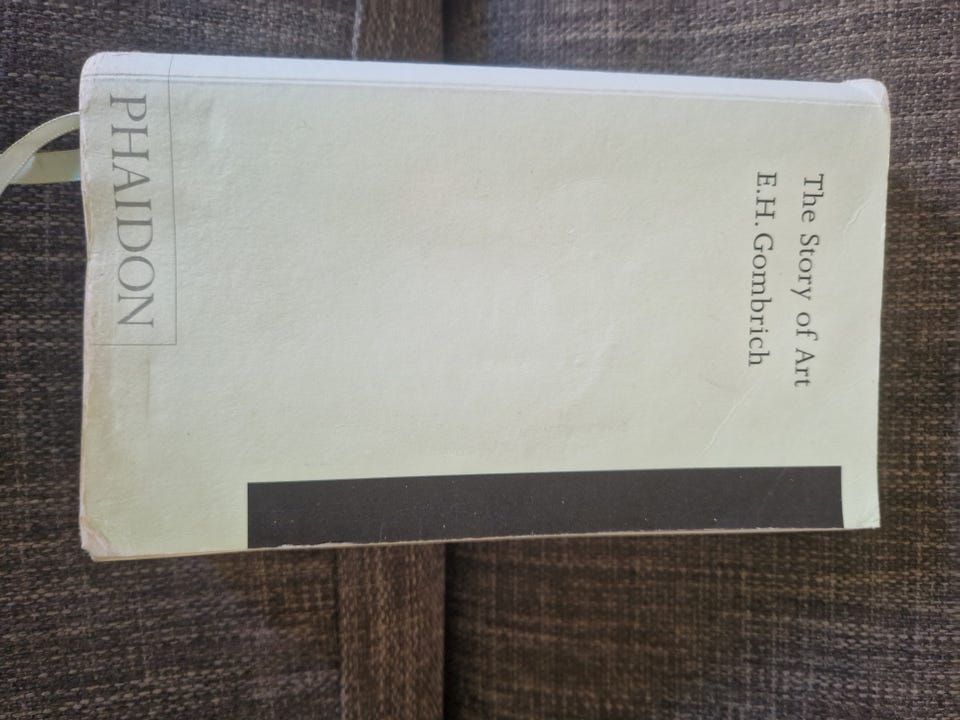 The Story of Art
E.H. Gombrich
PHAIDON